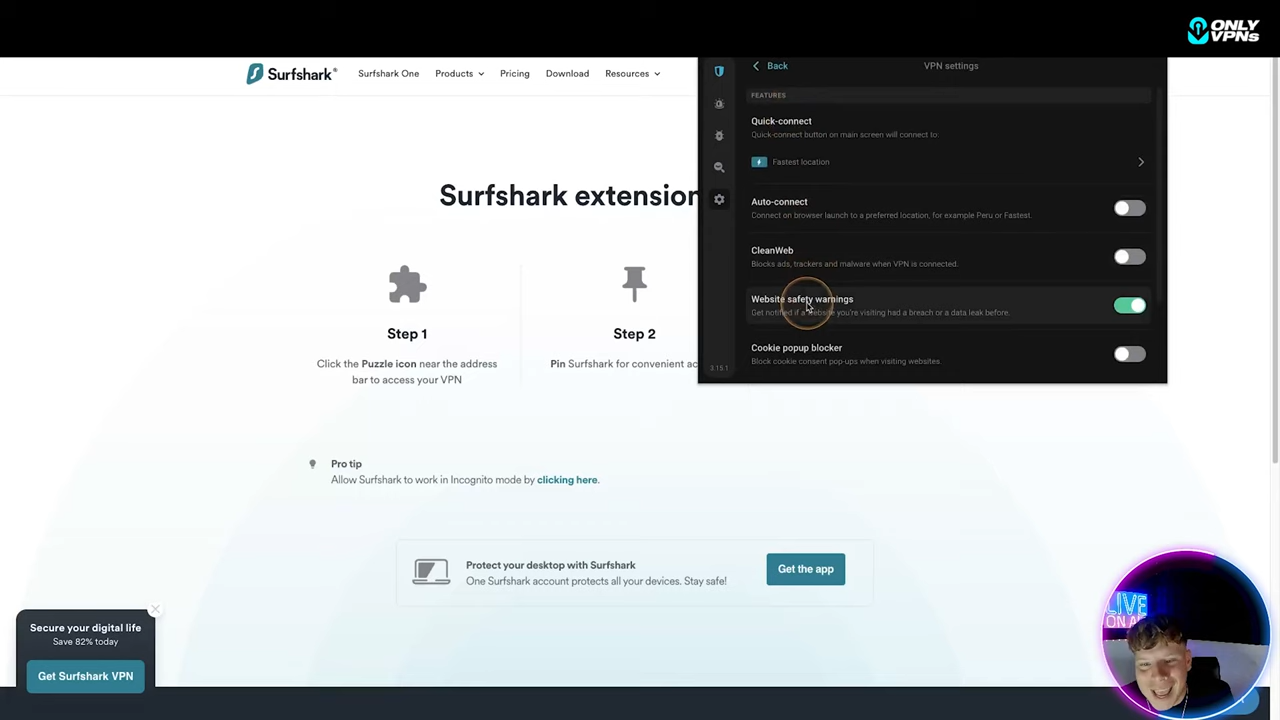 ONLY
VPNs
Surfshark
Surfshark One
Products
Pricing
Download
Resources
Back
VPN settings
FEATURES
Quick-connect
Quick-connect button on main screen will connect to:
Fastest location
Auto-connect
Connect on browser launch to a preferred location, for example Peru or Fastest.
CleanWeb
Blocks ads, trackers and malware when VPN is connected.
Website safety warnings
Get notified if a website you're visiting had a breach or a data leak before.
Cookie popup blocker
Block cookie consent pop-ups when visiting websites.
3.15.1
Surfshark extension
Step 1
Click the Puzzle icon near the address
bar to access your VPN
Step 2
Pin Surfshark for convenient
Pro tip
Allow Surfshark to work in Incognito mode by clicking here.
Protect your desktop with Surfshark
One Surfshark account protects all your devices. Stay safe!
Get the app
Secure your digital life
Save 82% today
Get Surfshark VPN
LIVE
ON